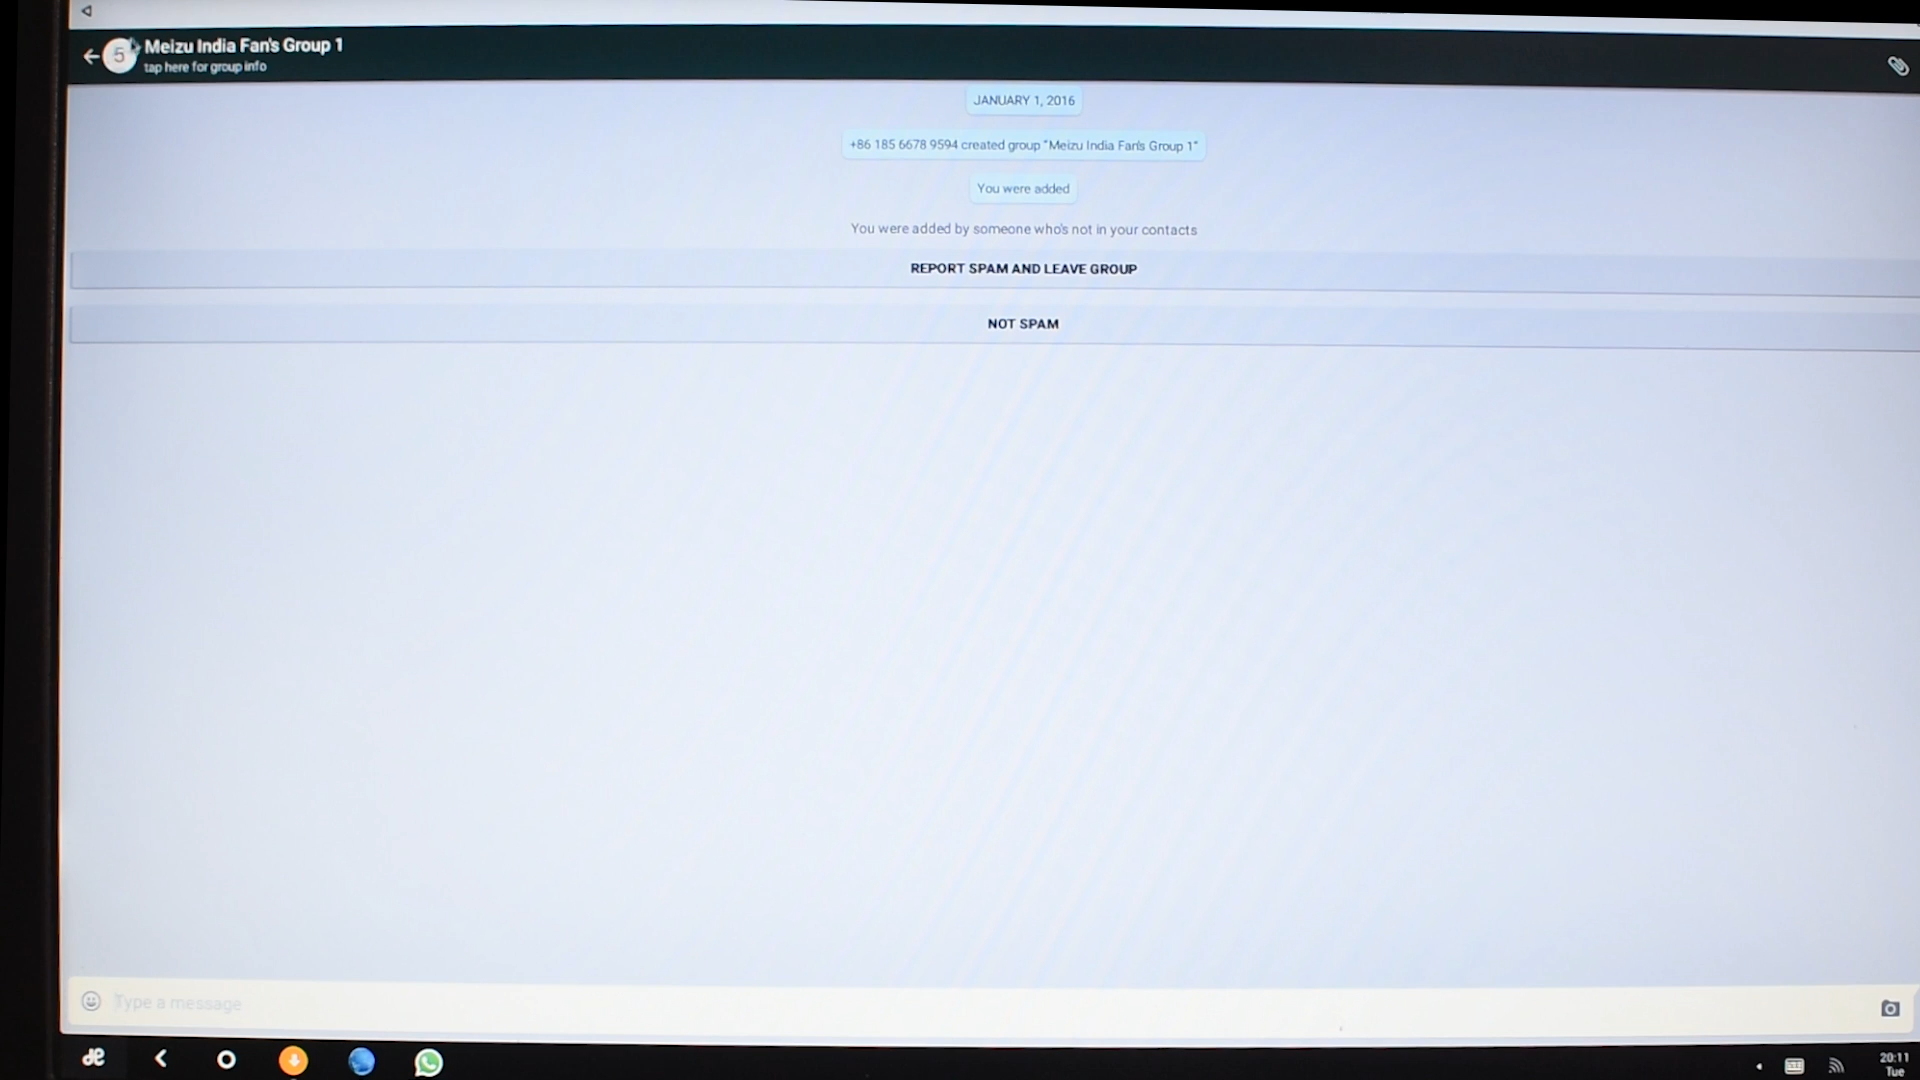 Meizu India Fan's Group 1
tap here for group info
5
JANUARY 1, 2016
+86 185 6678 9594 created group "Meizu India Fan's Group 1"
You were added
You were added by someone who's not in your contacts
REPORT SPAM AND LEAVE GROUP
NOT SPAM
Type a message
20:11
Tue